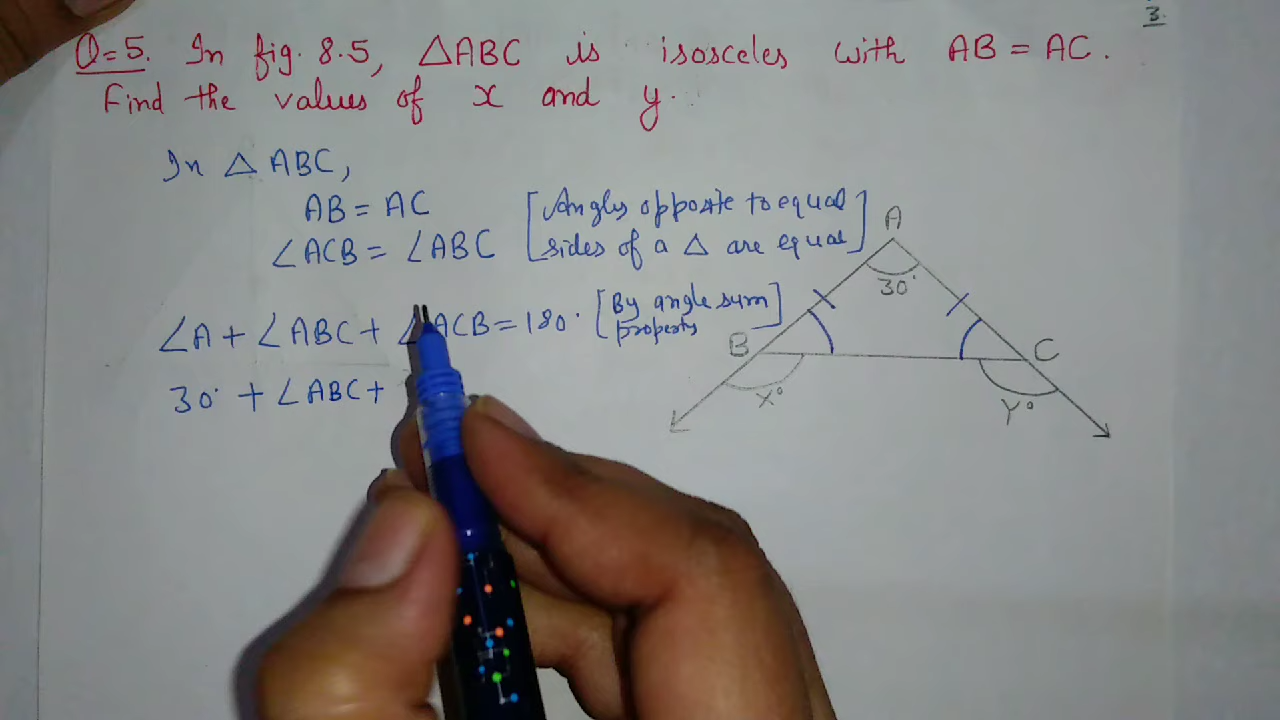 3.
Q=5. In fig. 8.5, △ABC is isosceles with AB = AC.
Find the values of x and y.
In △ABC,
AB = AC [Angles opposite to equal
∠ACB = ∠ABC sides of a △ are equal]
∠A + ∠ABC + ∠ACB = 180° [By angle sum
property]
30° + ∠ABC +
A
30°
B
C
X°
Y°